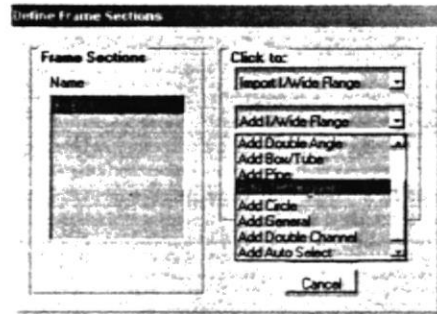 Define Frame Sections
Frame Sections
Name
Click to:
Import I/Wide Flange
Add I/Wide Flange
Add Double Angle
Add Box/Tube
Add Pipe
Add Circle
Add General
Add Double Channel
Add Auto Select
Cancel